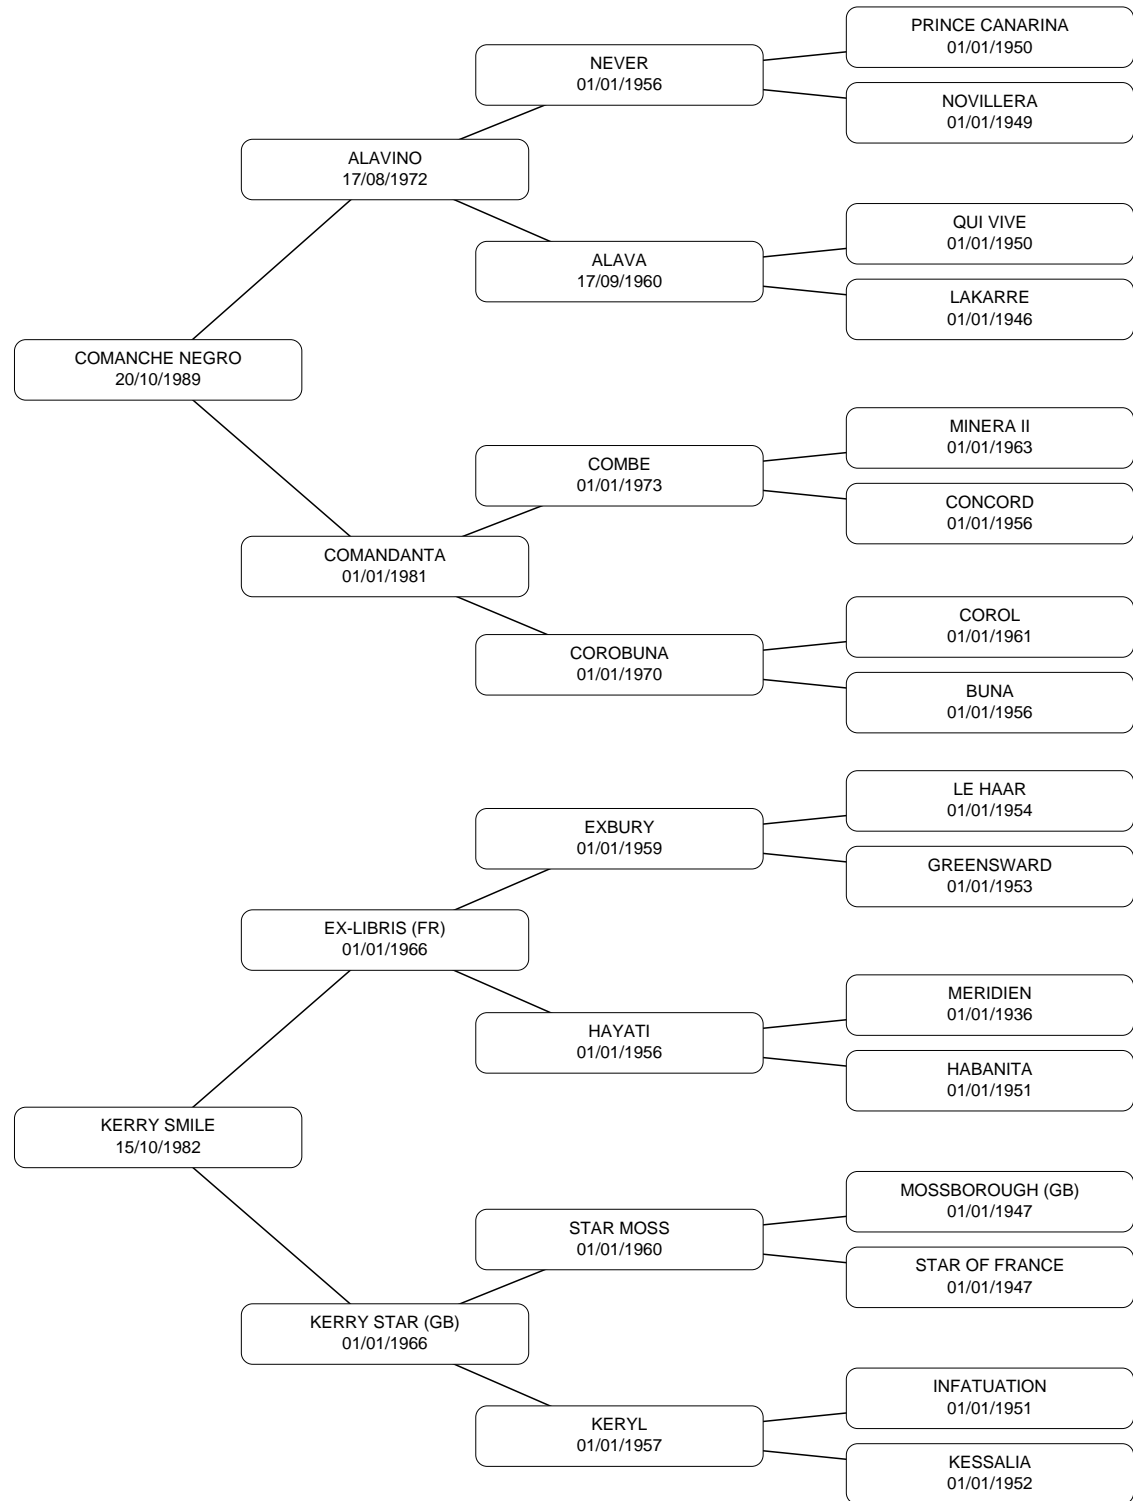 PRINCE CANARINA
01/01/1950
NEVER
01/01/1956
NOVILLERA
01/01/1949
ALAVINO
17/08/1972
QUI VIVE
01/01/1950
ALAVA
17/09/1960
LAKARRE
01/01/1946
COMANCHE NEGRO
20/10/1989
MINERA II
01/01/1963
COMBE
01/01/1973
CONCORD
01/01/1956
COMANDANTA
01/01/1981
COROL
01/01/1961
COROBUNA
01/01/1970
BUNA
01/01/1956
LE HAAR
01/01/1954
EXBURY
01/01/1959
GREENSWARD
01/01/1953
EX-LIBRIS (FR)
01/01/1966
MERIDIEN
01/01/1936
HAYATI
01/01/1956
HABANITA
01/01/1951
KERRY SMILE
15/10/1982
MOSSBOROUGH (GB)
01/01/1947
STAR MOSS
01/01/1960
STAR OF FRANCE
01/01/1947
KERRY STAR (GB)
01/01/1966
INFATUATION
01/01/1951
KERYL
01/01/1957
KESSALIA
01/01/1952